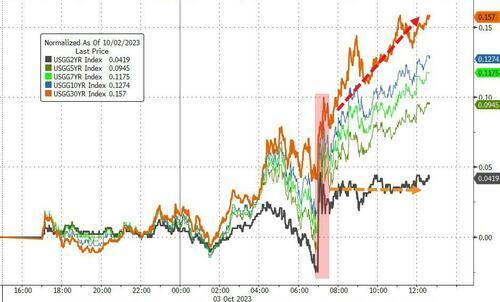 Normalized As Of 10/02/2023
Last Price
USGG2YR Index 0.0419
USGG5YR Index 0.0945
USGG7YR Index 0.1175
USGG10YR Index 0.1274
USGG30YR Index 0.157
0.157
0.1274
0.1175
0.10
0.0945
0.05
0.0419
0.00
16:00 18:00 20:00 22:00 00:00 02:00 04:00 06:00 08:00 10:00 12:00
03 Oct 2023